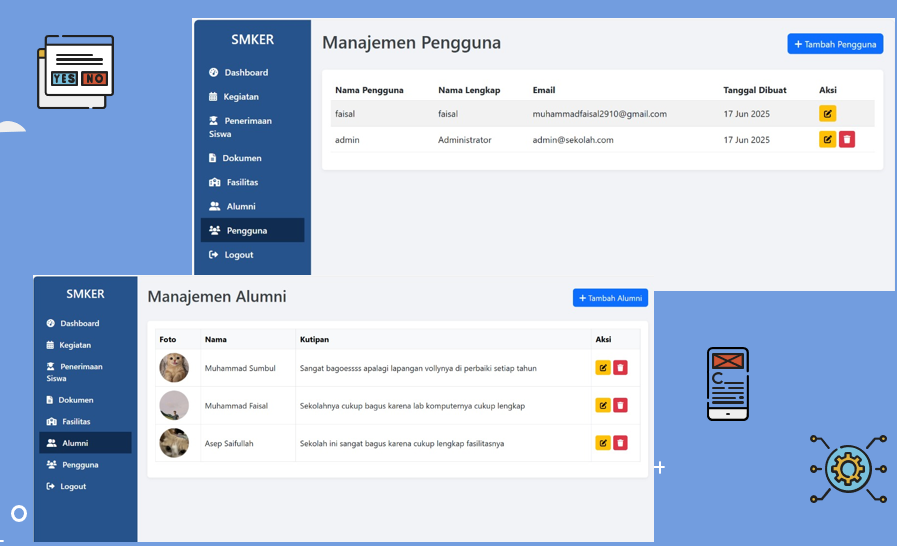 YES NO
SMKER
Dashboard
Kegiatan
Penerimaan
Siswa
Dokumen
Fasilitas
Alumni
Pengguna
Logout
Manajemen Pengguna
+ Tambah Pengguna
Nama Pengguna Nama Lengkap Email Tanggal Dibuat Aksi
faisal faisal muhammadfaisal2910@gmail.com 17 Jun 2025
admin Administrator admin@sekolah.com 17 Jun 2025
SMKER
Dashboard
Kegiatan
Penerimaan
Siswa
Dokumen
Fasilitas
Alumni
Pengguna
Logout
Manajemen Alumni
+ Tambah Alumni
Foto Nama Kutipan Aksi
Muhammad Sumbul Sangat bagoessss apalagi lapangan vollynya di perbaiki setiap tahun
Muhammad Faisal Sekolahnya cukup bagus karena lab komputernya cukup lengkap
Asep Saifullah Sekolah ini sangat bagus karena cukup lengkap fasilitasnya